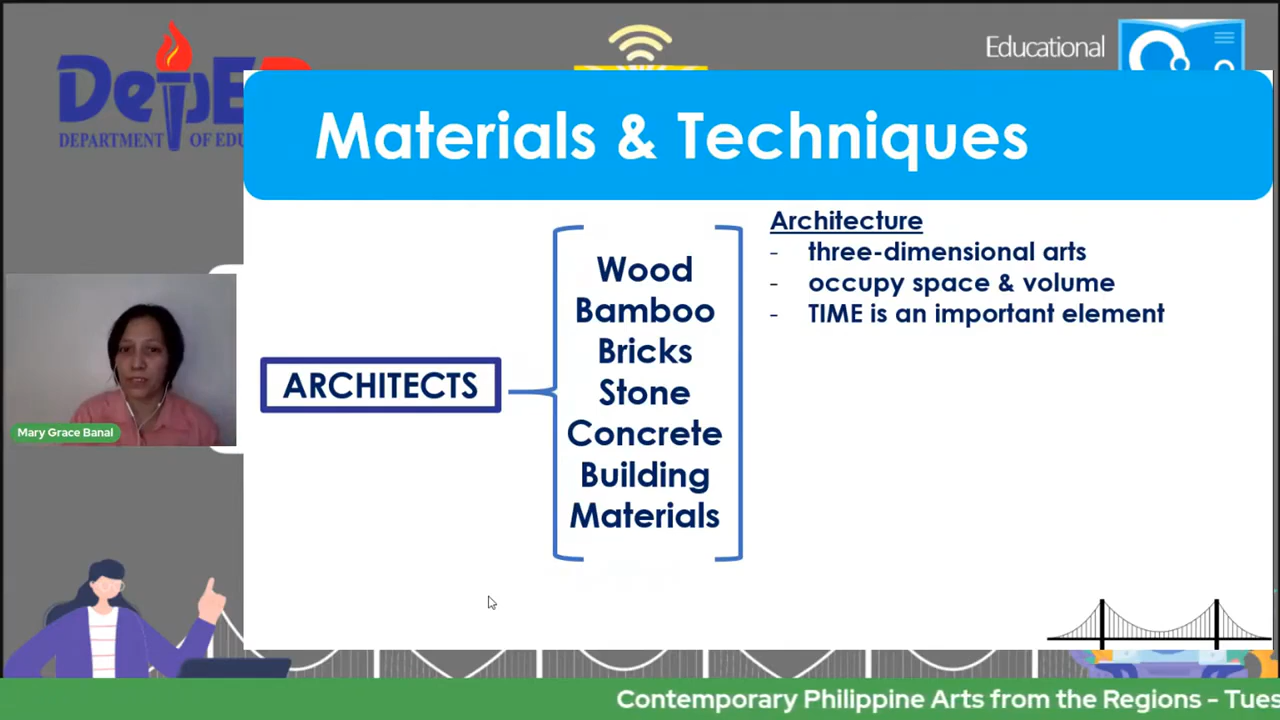 DepED
DEPARTMENT OF EDU
Educational
Materials & Techniques
ARCHITECTS
Wood
Bamboo
Bricks
Stone
Concrete
Building
Materials
Architecture
- three-dimensional arts
- occupy space & volume
- TIME is an important element
Mary Grace Banal
Contemporary Philippine Arts from the Regions - Tues